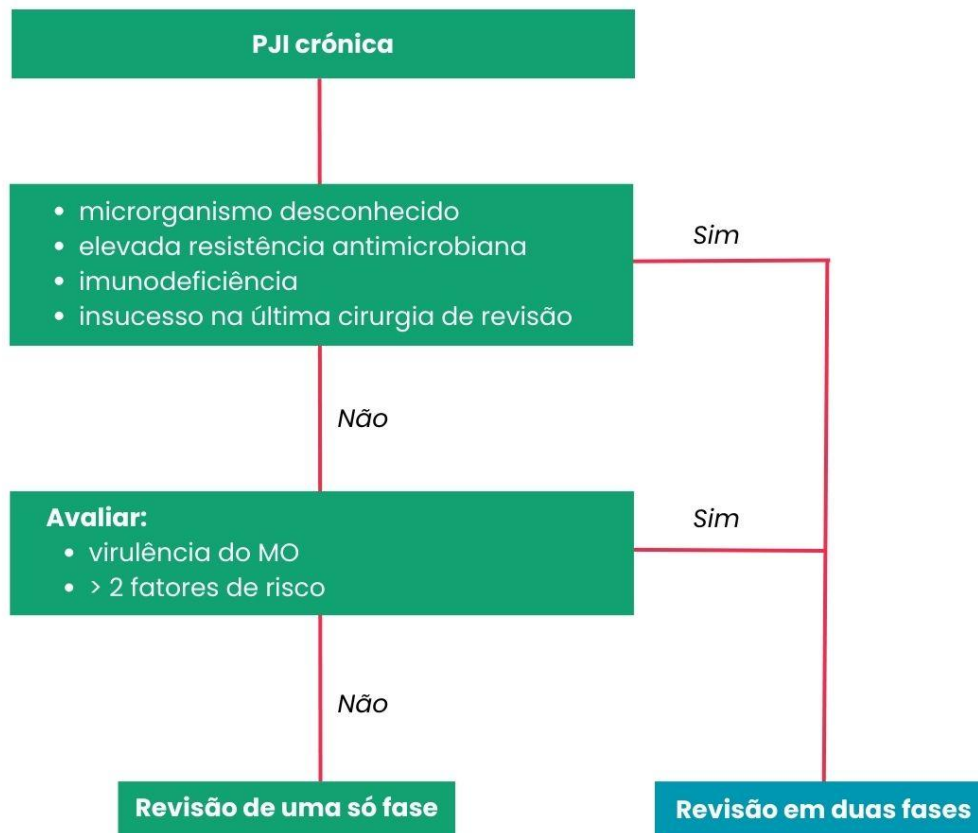 PJI crónica
• microrganismo desconhecido
• elevada resistência antimicrobiana
• imunodeficiência
• insucesso na última cirurgia de revisão
Sim
Não
Avaliar:
• virulência do MO
• > 2 fatores de risco
Sim
Não
Revisão de uma só fase
Revisão em duas fases